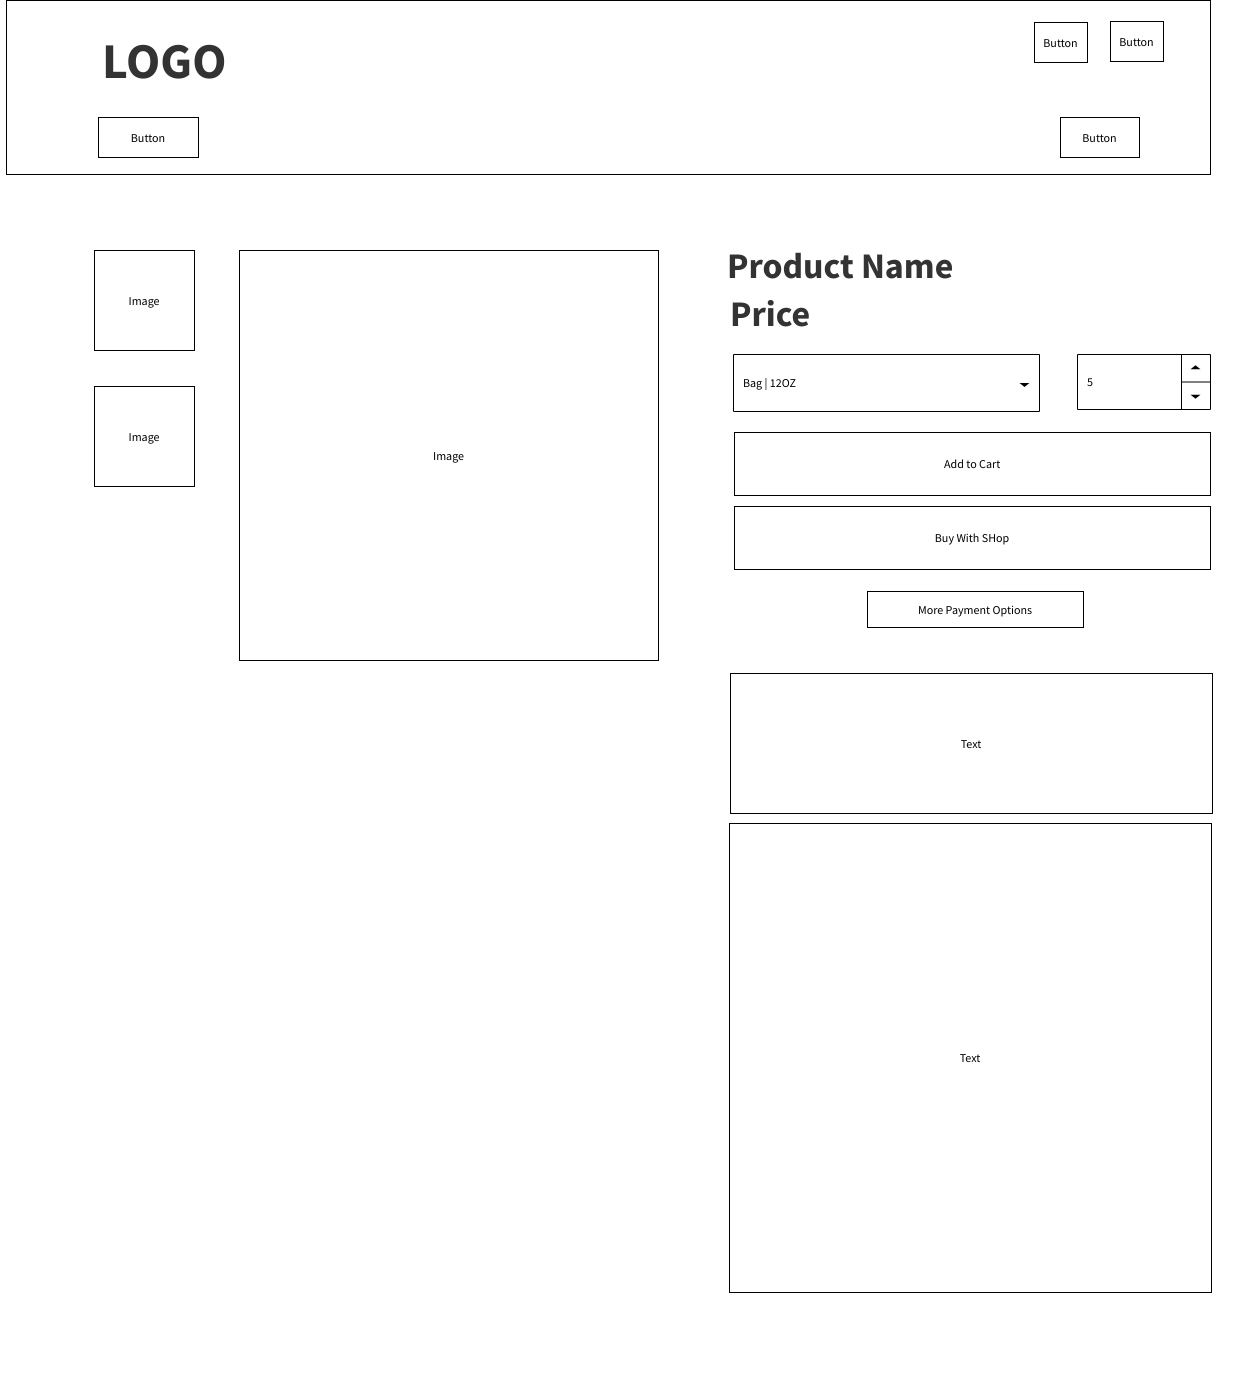 LOGO
Button
Button
Button
Button
Image
Image
Image
Product Name
Price
Bag | 12OZ
5
Add to Cart
Buy With SHop
More Payment Options
Text
Text